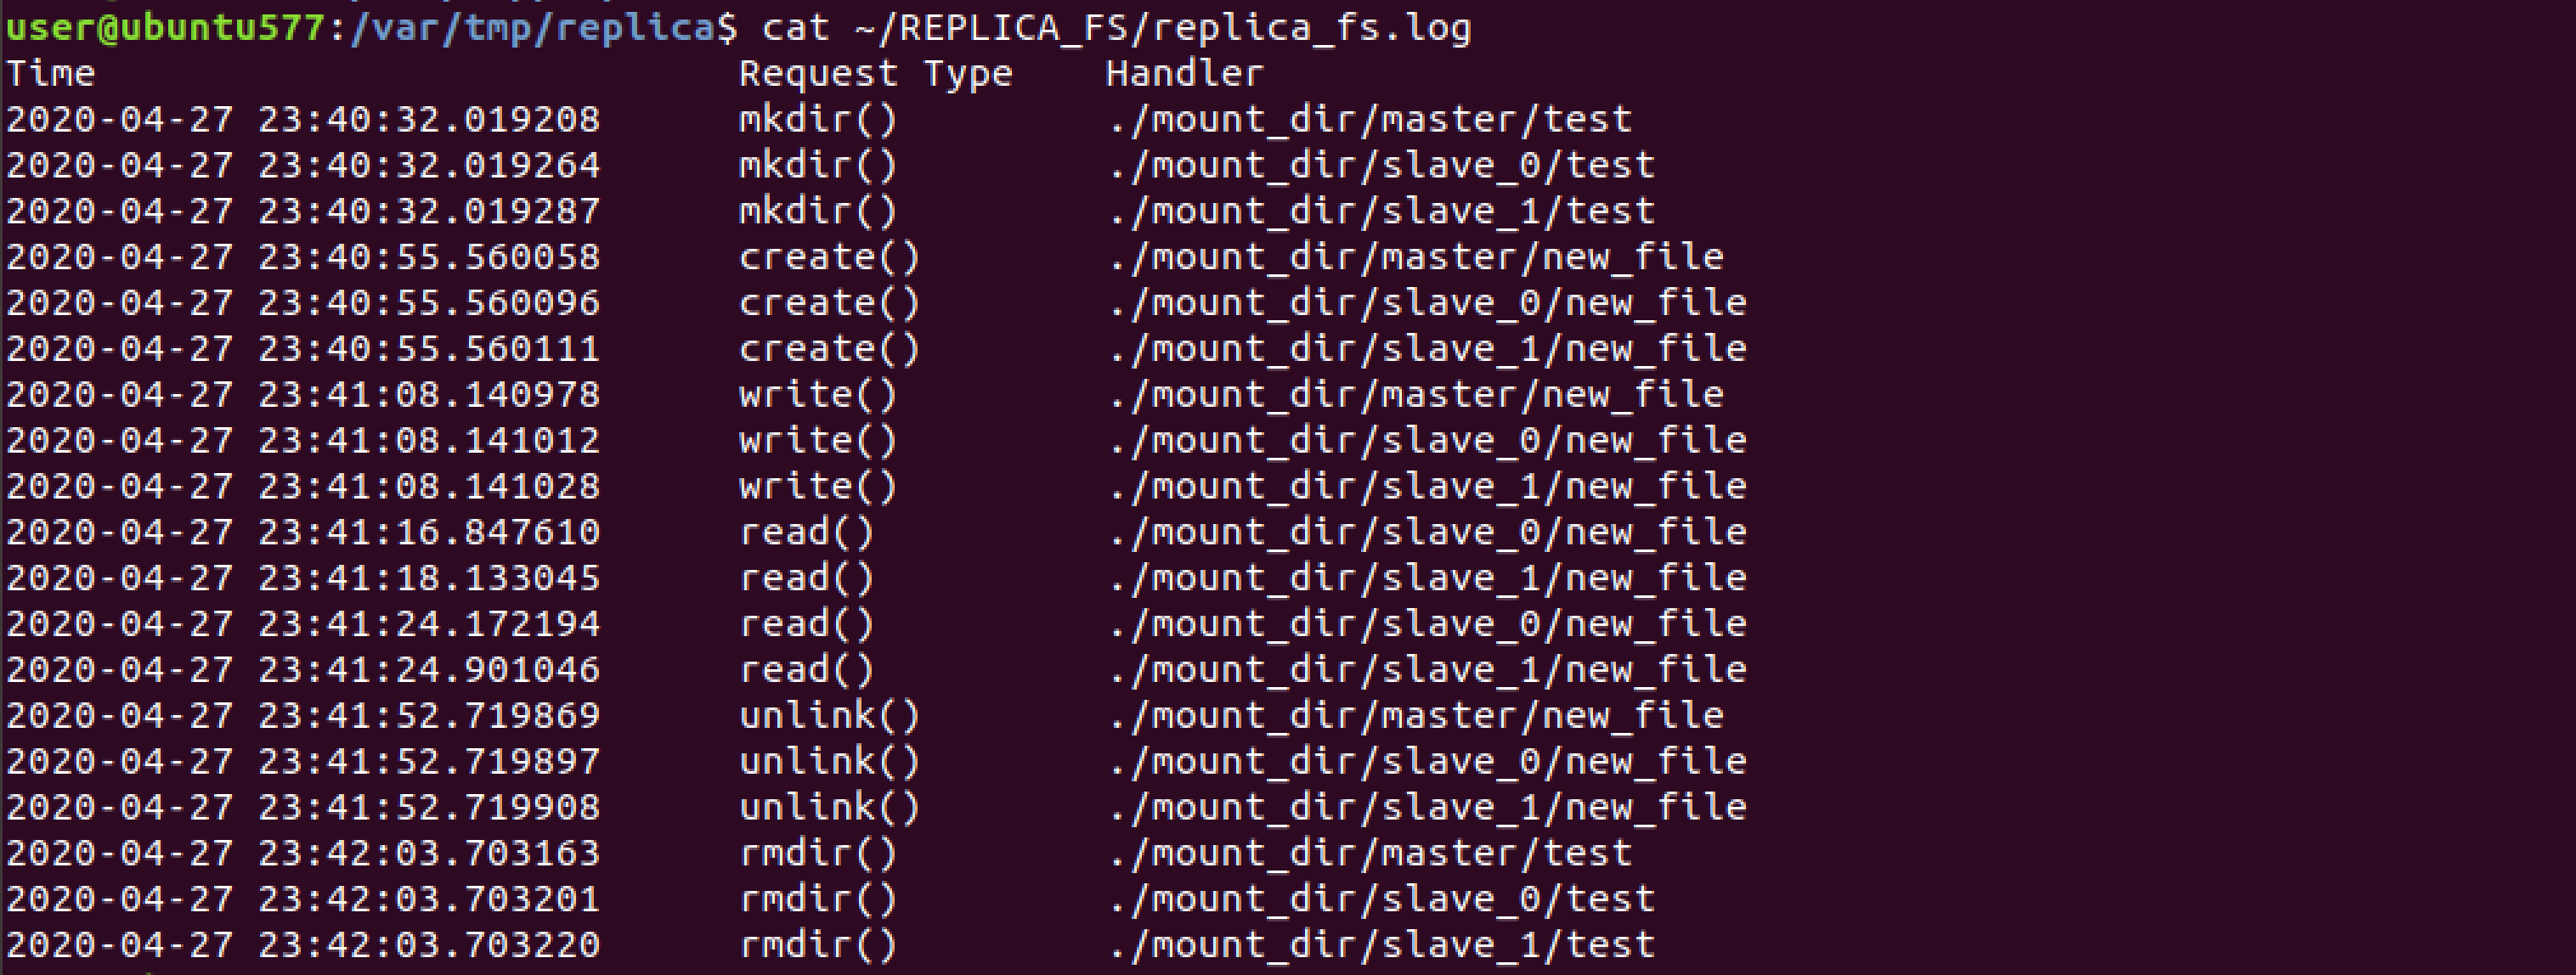 user@ubuntu577:/var/tmp/replica$ cat ~/REPLICA_FS/replica_fs.log
Time Request Type Handler
2020-04-27 23:40:32.019208 mkdir() ./mount_dir/master/test
2020-04-27 23:40:32.019264 mkdir() ./mount_dir/slave_0/test
2020-04-27 23:40:32.019287 mkdir() ./mount_dir/slave_1/test
2020-04-27 23:40:55.560058 create() ./mount_dir/master/new_file
2020-04-27 23:40:55.560096 create() ./mount_dir/slave_0/new_file
2020-04-27 23:40:55.560111 create() ./mount_dir/slave_1/new_file
2020-04-27 23:41:08.140978 write() ./mount_dir/master/new_file
2020-04-27 23:41:08.141012 write() ./mount_dir/slave_0/new_file
2020-04-27 23:41:08.141028 write() ./mount_dir/slave_1/new_file
2020-04-27 23:41:16.847610 read() ./mount_dir/slave_0/new_file
2020-04-27 23:41:18.133045 read() ./mount_dir/slave_1/new_file
2020-04-27 23:41:24.172194 read() ./mount_dir/slave_0/new_file
2020-04-27 23:41:24.901046 read() ./mount_dir/slave_1/new_file
2020-04-27 23:41:52.719869 unlink() ./mount_dir/master/new_file
2020-04-27 23:41:52.719897 unlink() ./mount_dir/slave_0/new_file
2020-04-27 23:41:52.719908 unlink() ./mount_dir/slave_1/new_file
2020-04-27 23:42:03.703163 rmdir() ./mount_dir/master/test
2020-04-27 23:42:03.703201 rmdir() ./mount_dir/slave_0/test
2020-04-27 23:42:03.703220 rmdir() ./mount_dir/slave_1/test